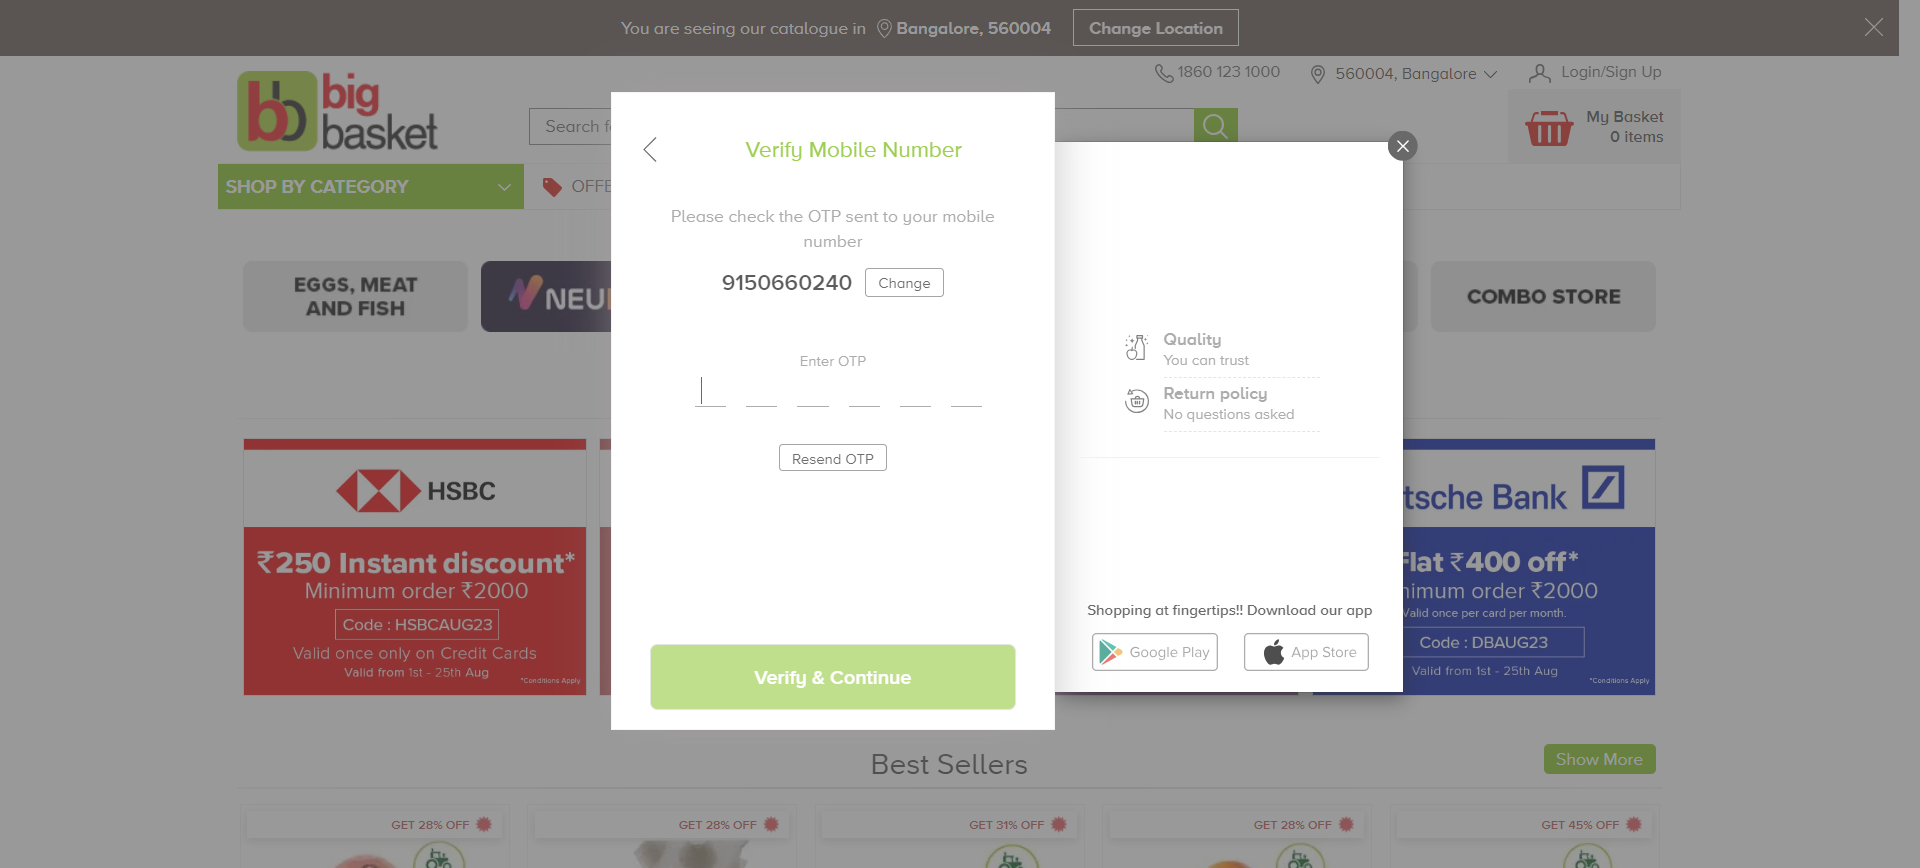 You are seeing our catalogue in Bangalore, 560004 Change Location
1860 123 1000 560004, Bangalore Login/Sign Up
big
basket
Search
My Basket
0 items
SHOP BY CATEGORY
Verify Mobile Number
Please check the OTP sent to your mobile
number
9150660240 Change
Enter OTP
Resend OTP
Verify & Continue
EGGS, MEAT
AND FISH
COMBO STORE
Quality
You can trust
Return policy
No questions asked
Shopping at fingertips!! Download our app
Google Play App Store
HSBC
₹250 Instant discount*
Minimum order ₹2000
Code : HSBCAUG23
Valid once only on Credit Cards
Valid from 1st - 25th Aug
*Conditions Apply
Bank
₹400 off*
order ₹2000
Valid once per card per month.
Code : DBAUG23
Valid from 1st - 25th Aug
*Conditions Apply
Best Sellers
Show More
GET 28% OFF GET 28% OFF GET 31% OFF GET 28% OFF GET 45% OFF